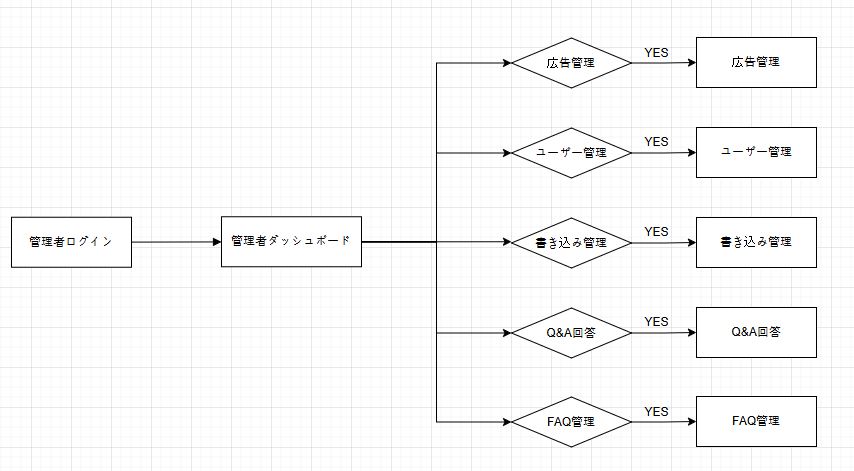 広告管理
YES
広告管理
ユーザー管理
YES
ユーザー管理
管理者ログイン
管理者ダッシュボード
書き込み管理
YES
書き込み管理
Q&A回答
YES
Q&A回答
FAQ管理
YES
FAQ管理